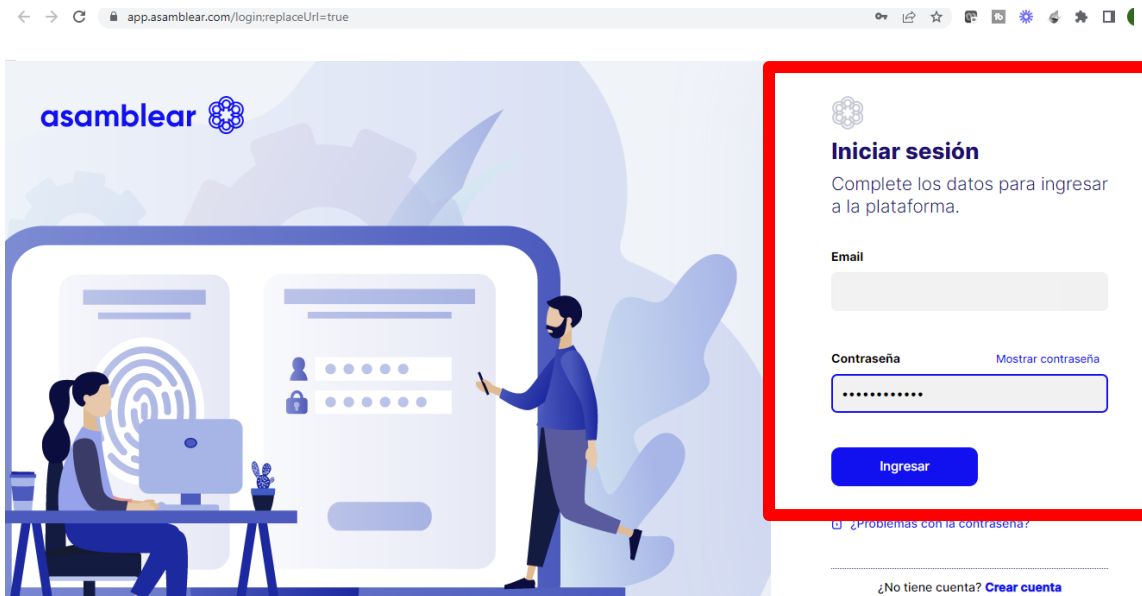 app.asamblear.com/login;replaceUrl=true
asamblear
Iniciar sesión
Complete los datos para ingresar
a la plataforma.
Email
Contraseña
Mostrar contraseña
••••••••••••
Ingresar
¿Problemas con la contraseña?
¿No tiene cuenta? Crear cuenta